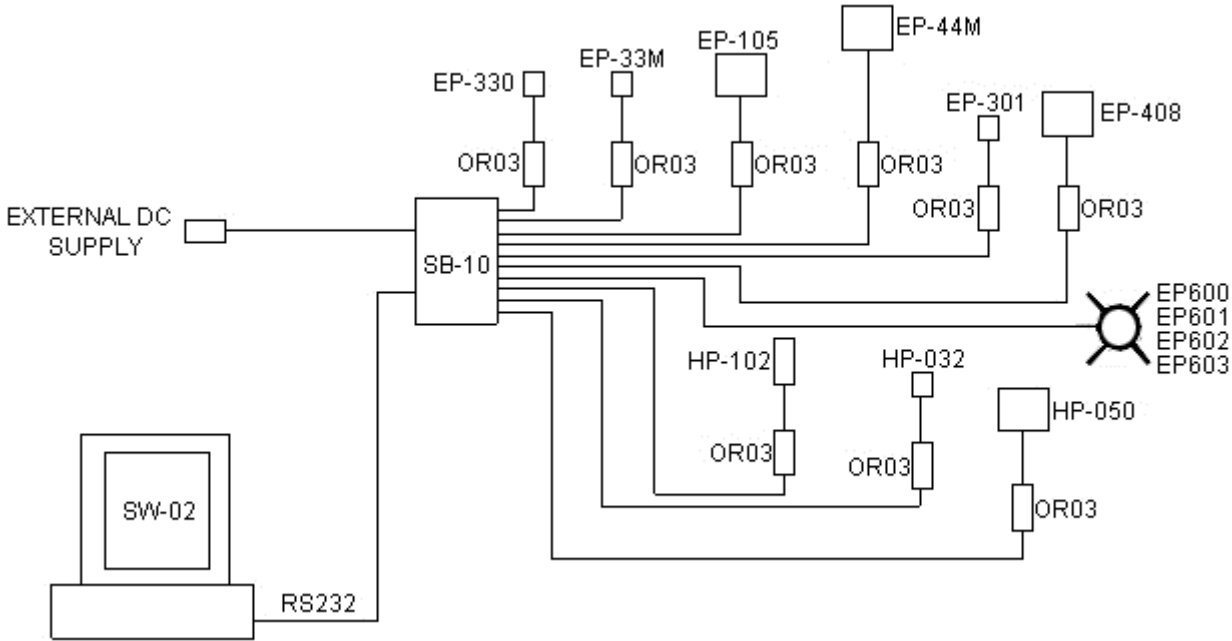 EP-44M
EP-105
EP-33M
EP-330
EP-301
EP-408
OR03
OR03
OR03
OR03
OR03
OR03
EXTERNAL DC
SUPPLY
SB-10
EP600
EP601
EP602
EP603
HP-102
HP-032
HP-050
OR03
OR03
OR03
SW-02
RS232